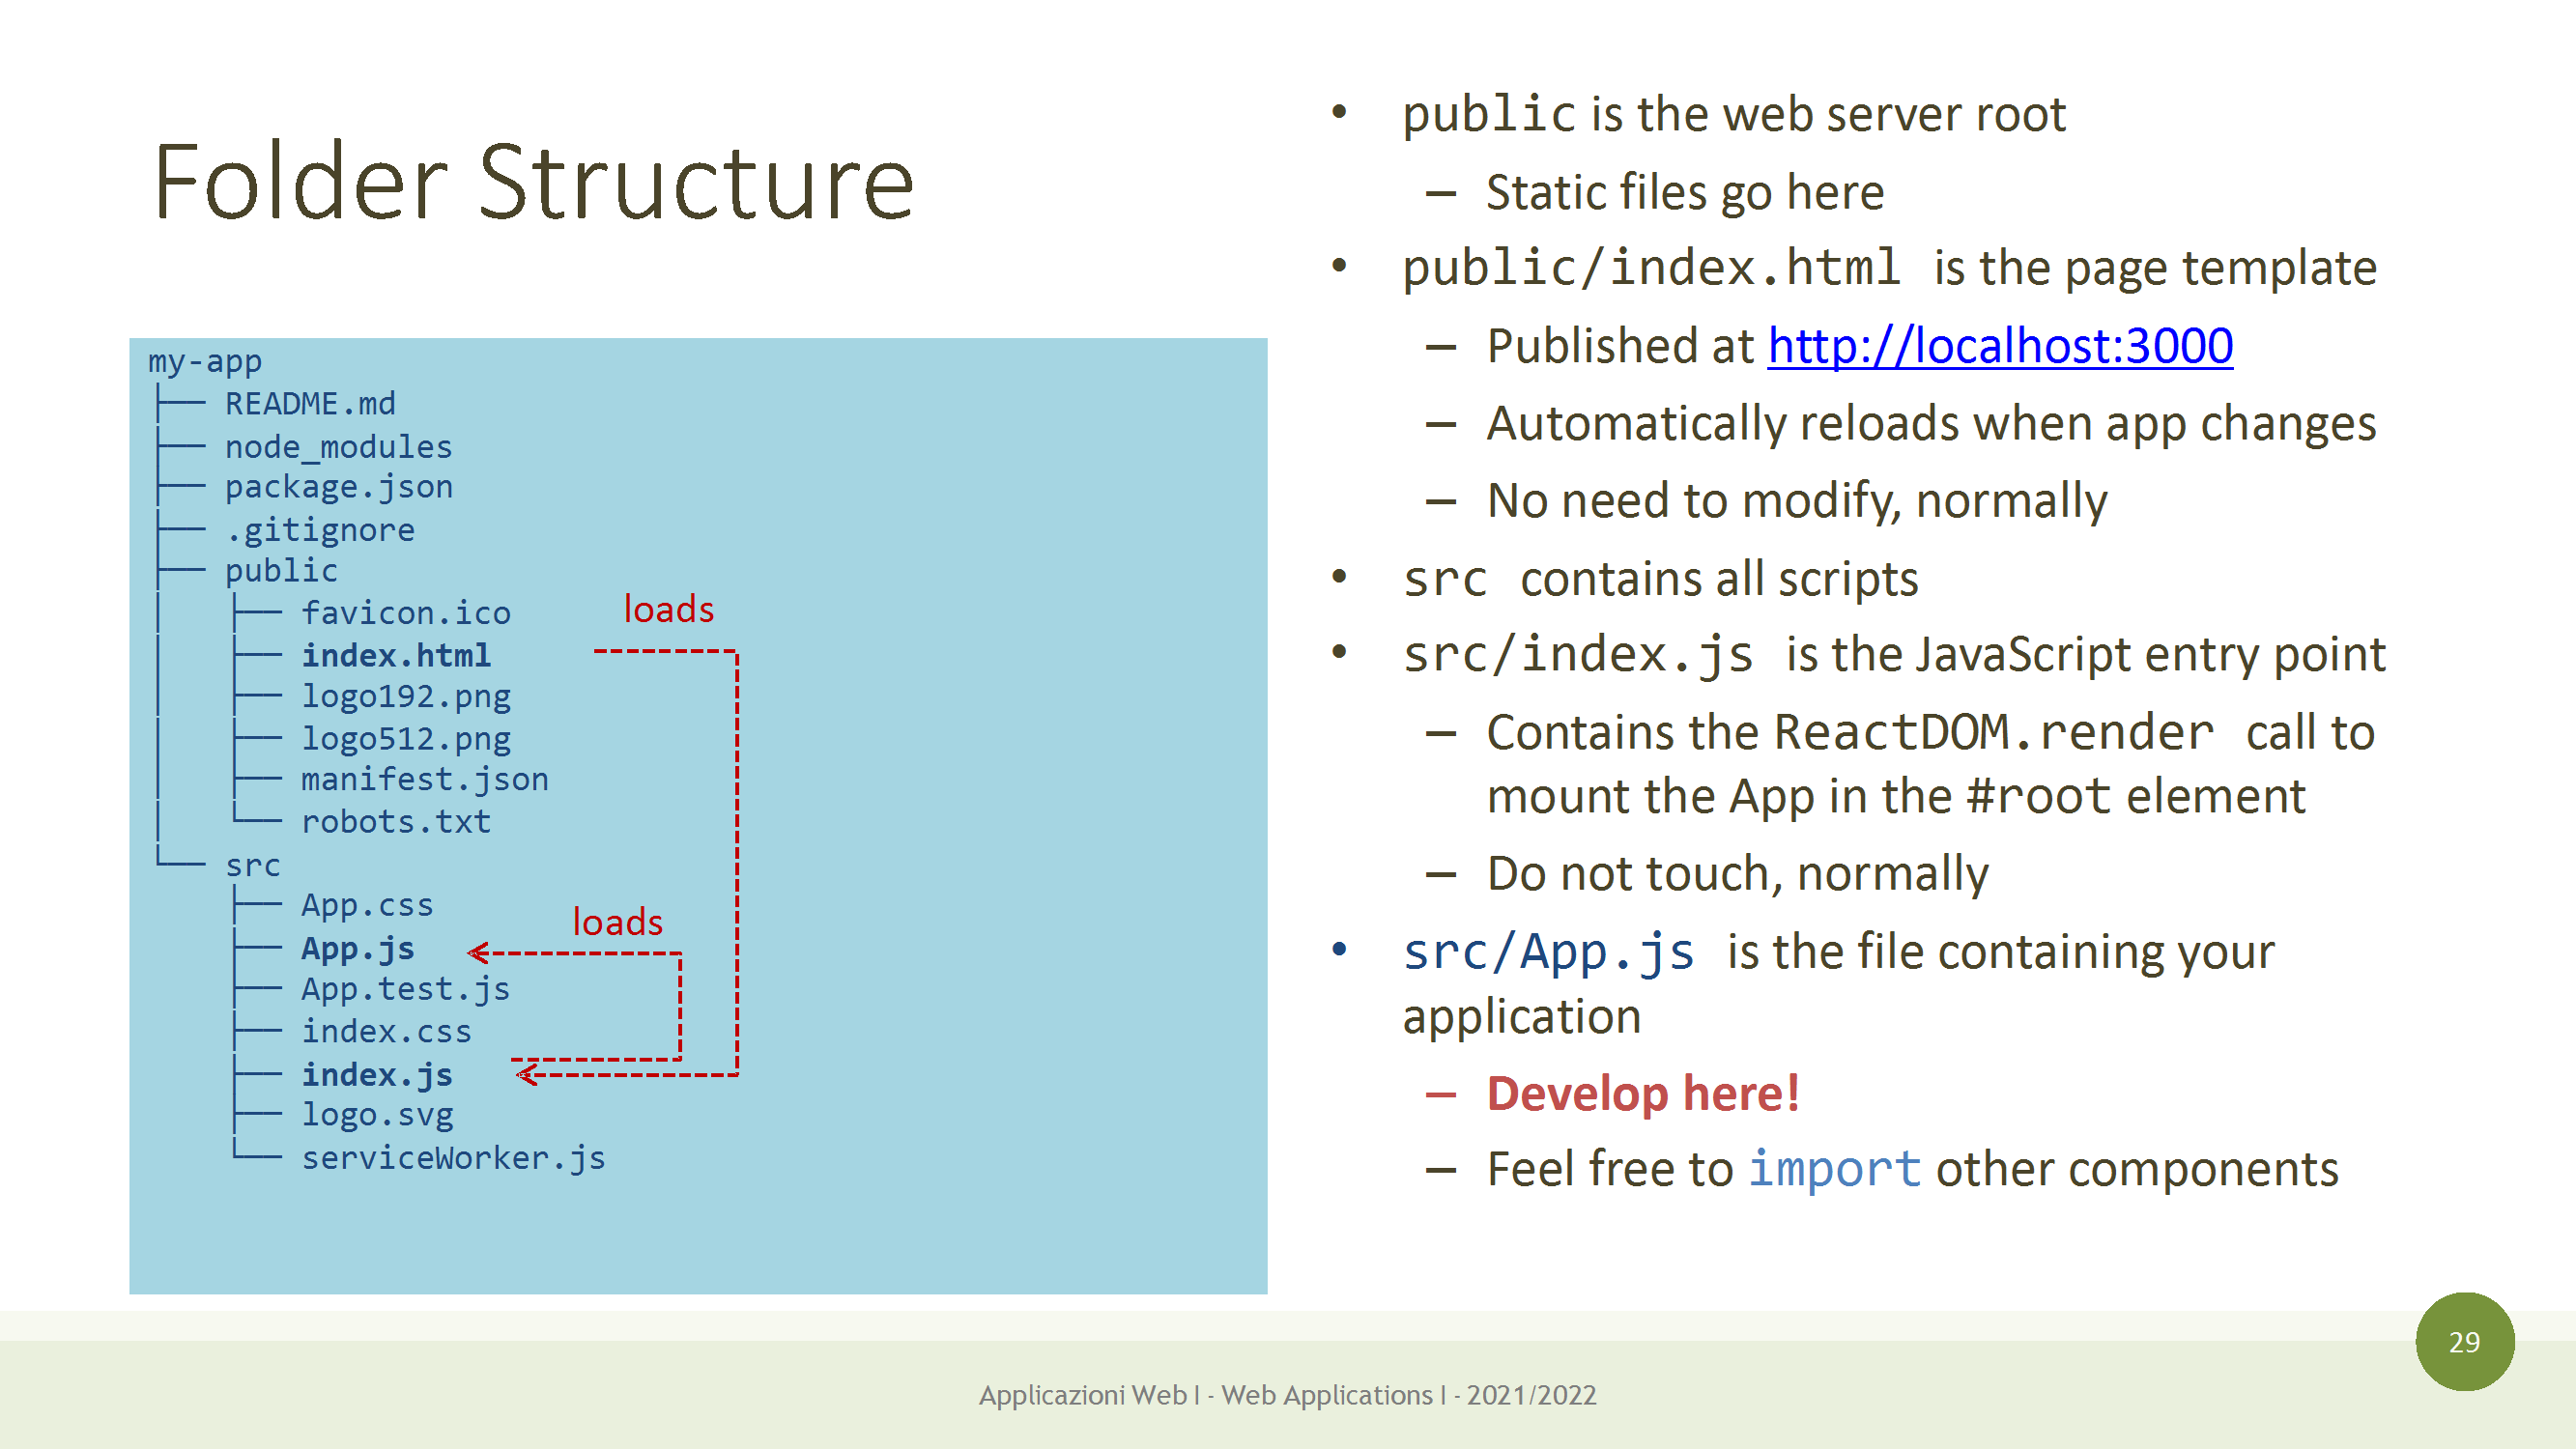 Folder Structure
my-app
├── README.md
├── node_modules
├── package.json
├── .gitignore
├── public
│   ├── favicon.ico
│   ├── index.html
│   ├── logo192.png
│   ├── logo512.png
│   ├── manifest.json
│   └── robots.txt
└── src
    ├── App.css
    ├── App.js
    ├── App.test.js
    ├── index.css
    ├── index.js
    ├── logo.svg
    └── serviceWorker.js
loads
loads
• public is the web server root
– Static files go here
• public/index.html is the page template
– Published at http://localhost:3000
– Automatically reloads when app changes
– No need to modify, normally
• src contains all scripts
• src/index.js is the JavaScript entry point
– Contains the ReactDOM.render call to
mount the App in the #root element
– Do not touch, normally
• src/App.js is the file containing your
application
– Develop here!
– Feel free to import other components
29
Applicazioni Web I - Web Applications I - 2021/2022